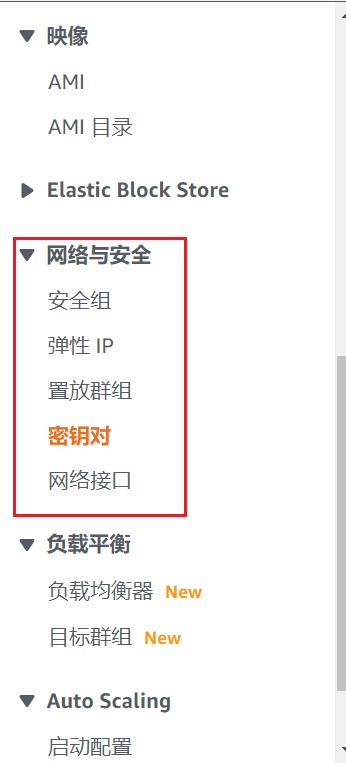 映像
AMI
AMI 目录
Elastic Block Store
网络与安全
安全组
弹性 IP
置放群组
密钥对
网络接口
负载平衡
负载均衡器 New
目标群组 New
Auto Scaling
启动配置